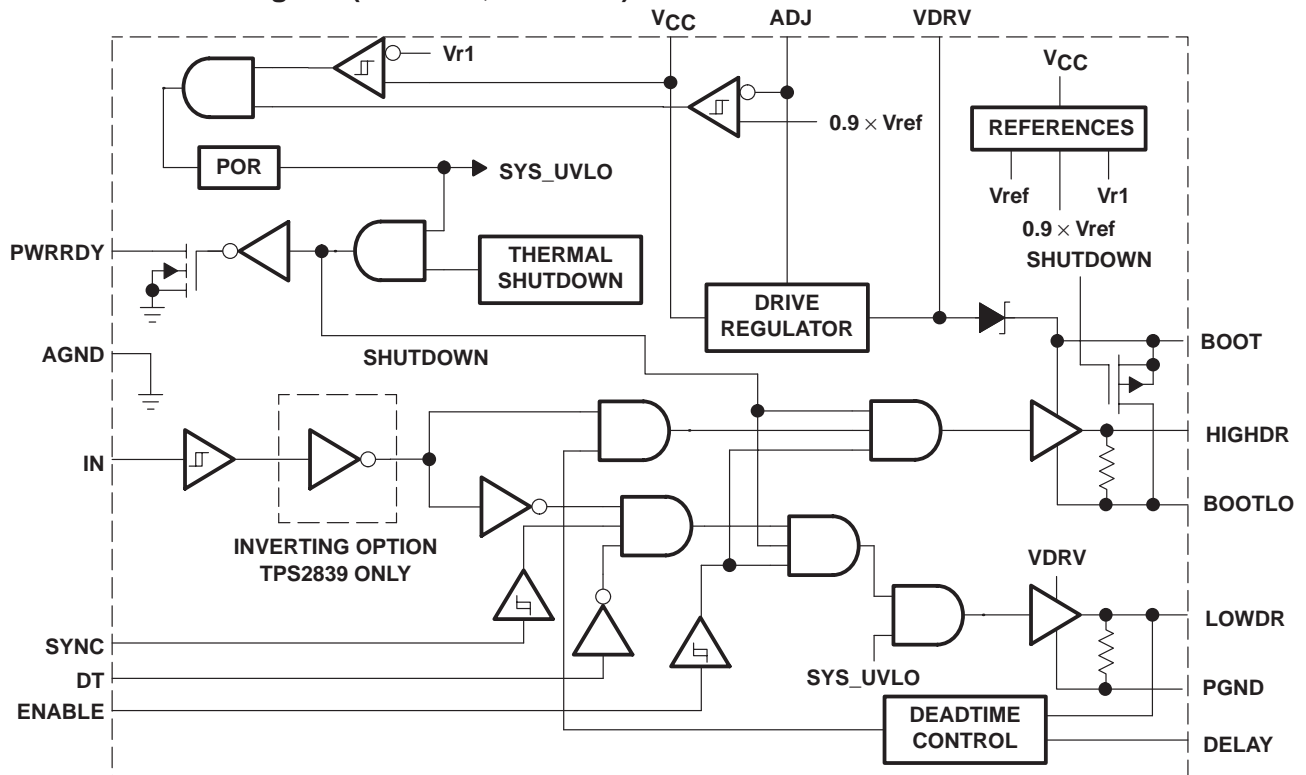 VCC
ADJ
VDRV
Vr1
VCC
0.9 × Vref
REFERENCES
POR
SYS_UVLO
Vref
Vr1
0.9 × Vref
PWRRDY
THERMAL
SHUTDOWN
SHUTDOWN
DRIVE
REGULATOR
AGND
SHUTDOWN
BOOT
HIGHDR
IN
BOOTLO
INVERTING OPTION
TPS2839 ONLY
VDRV
LOWDR
SYNC
DT
SYS_UVLO
PGND
ENABLE
DEADTIME
CONTROL
DELAY